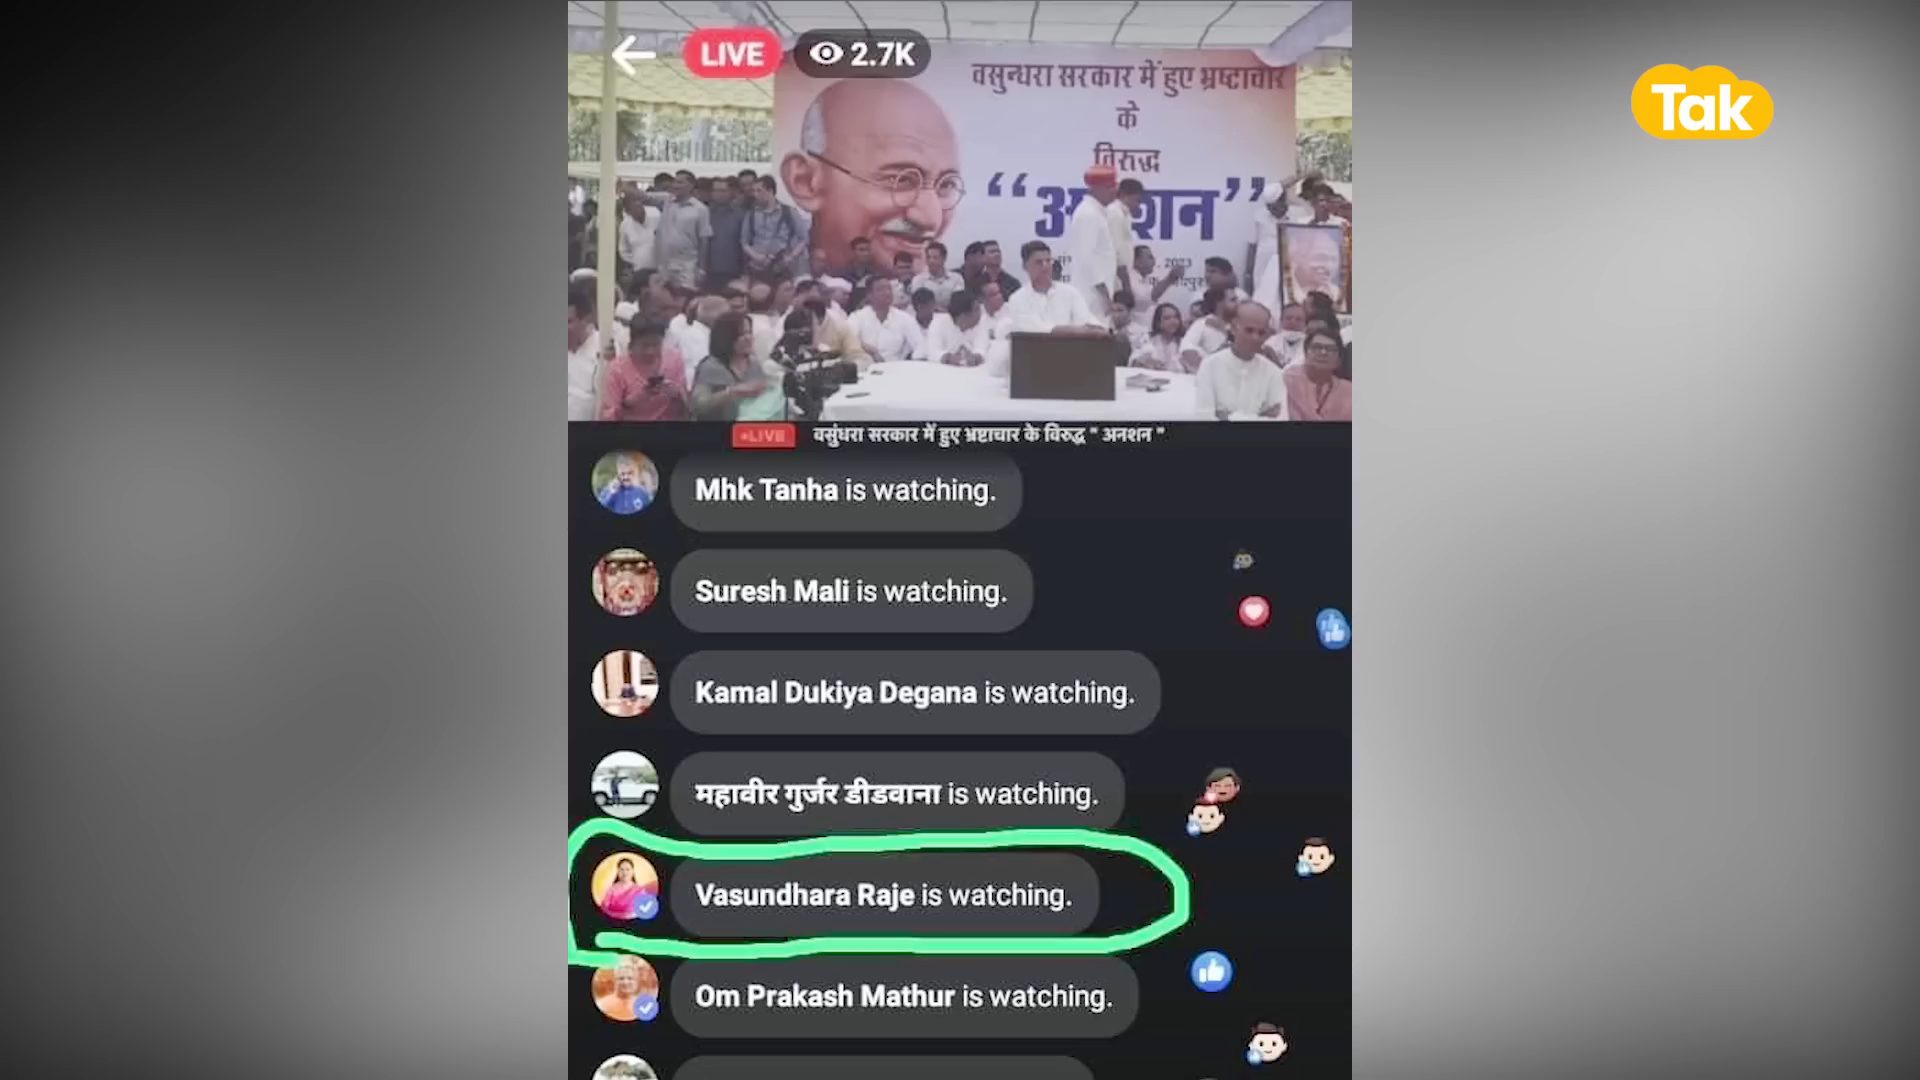 LIVE 2.7K
Tak
वसुन्धरा सरकार में हुए भ्रष्टाचार
के
विरुद्ध
2023
LIVE वसुंधरा सरकार में हुए भ्रष्टाचार के विरुद्ध " अनशन "
Mhk Tanha is watching.
Suresh Mali is watching.
Kamal Dukiya Degana is watching.
महावीर गुर्जर डीडवाना is watching.
Vasundhara Raje is watching.
Om Prakash Mathur is watching.